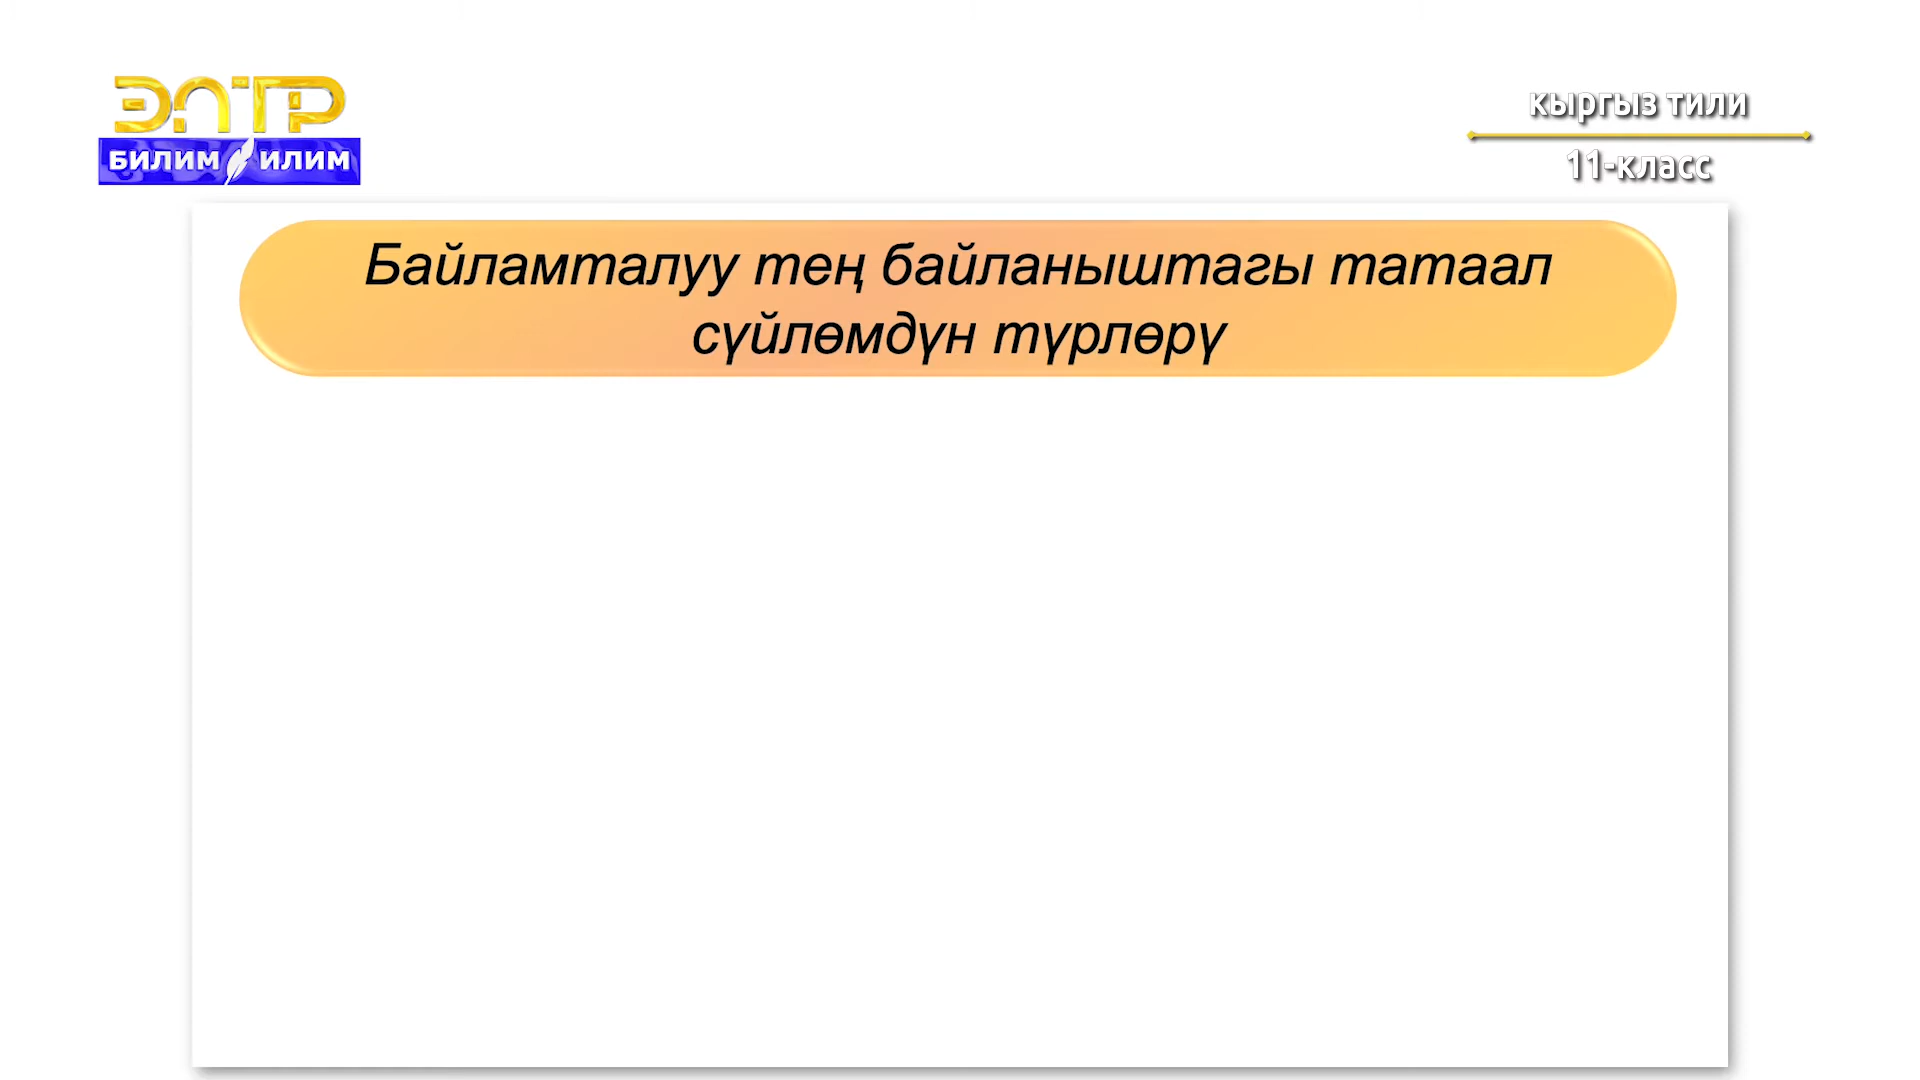 ЭЛТР
БИЛИМ ИЛИМ
кыргыз тили
11-класс
Байламталуу тең байланыштагы татаал
сүйлөмдүн түрлөрү